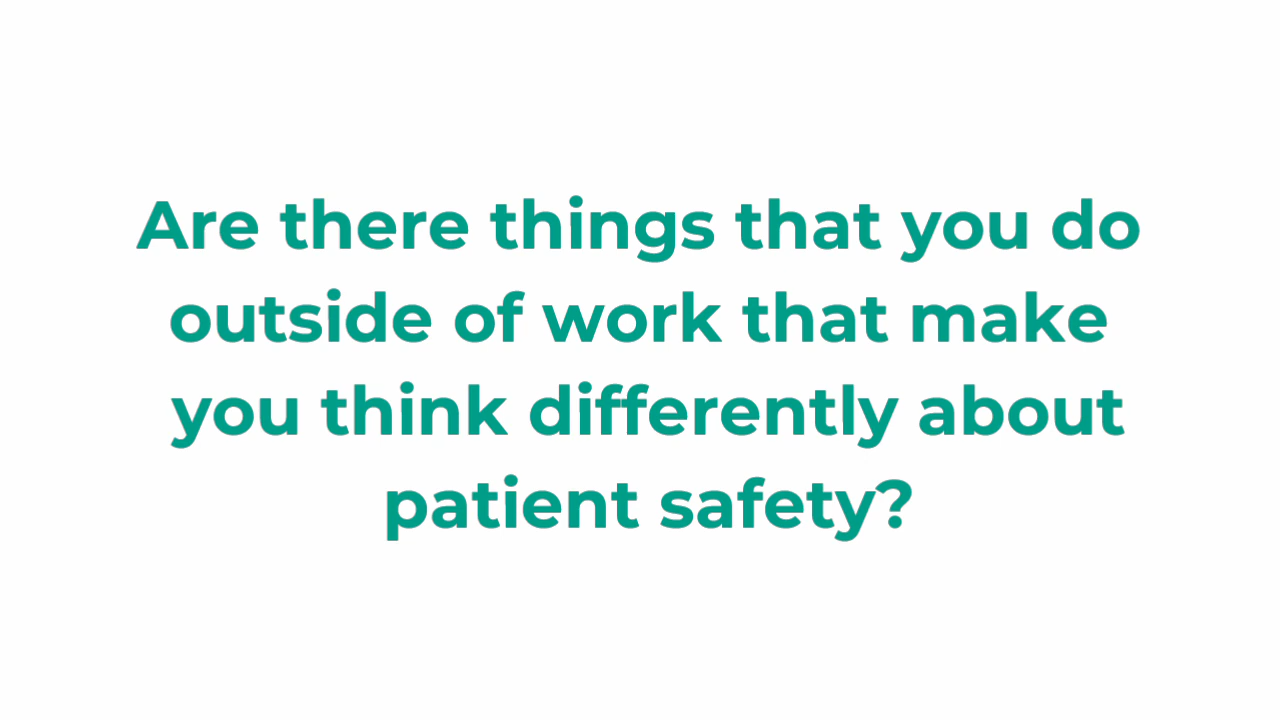 Are there things that you do
outside of work that make
you think differently about
patient safety?